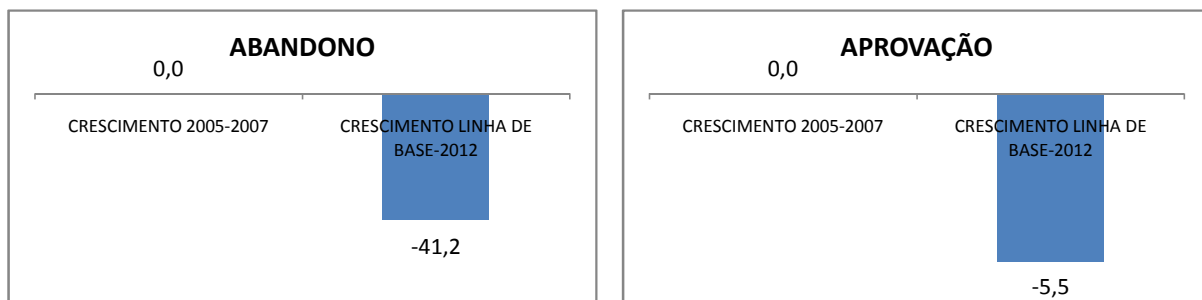 ABANDONO
0,0
CRESCIMENTO 2005-2007
CRESCIMENTO LINHA DE
BASE-2012
-41,2
APROVAÇÃO
0,0
CRESCIMENTO 2005-2007
CRESCIMENTO LINHA DE
BASE-2012
-5,5